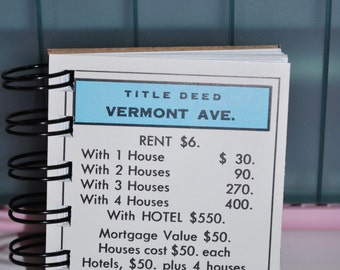 TITLE DEED
VERMONT AVE.
RENT $6.
With 1 House $ 30.
With 2 Houses 90.
With 3 Houses 270.
With 4 Houses 400.
With HOTEL $550.
Mortgage Value $50.
Houses cost $50. each
Hotels, $50. plus 4 houses